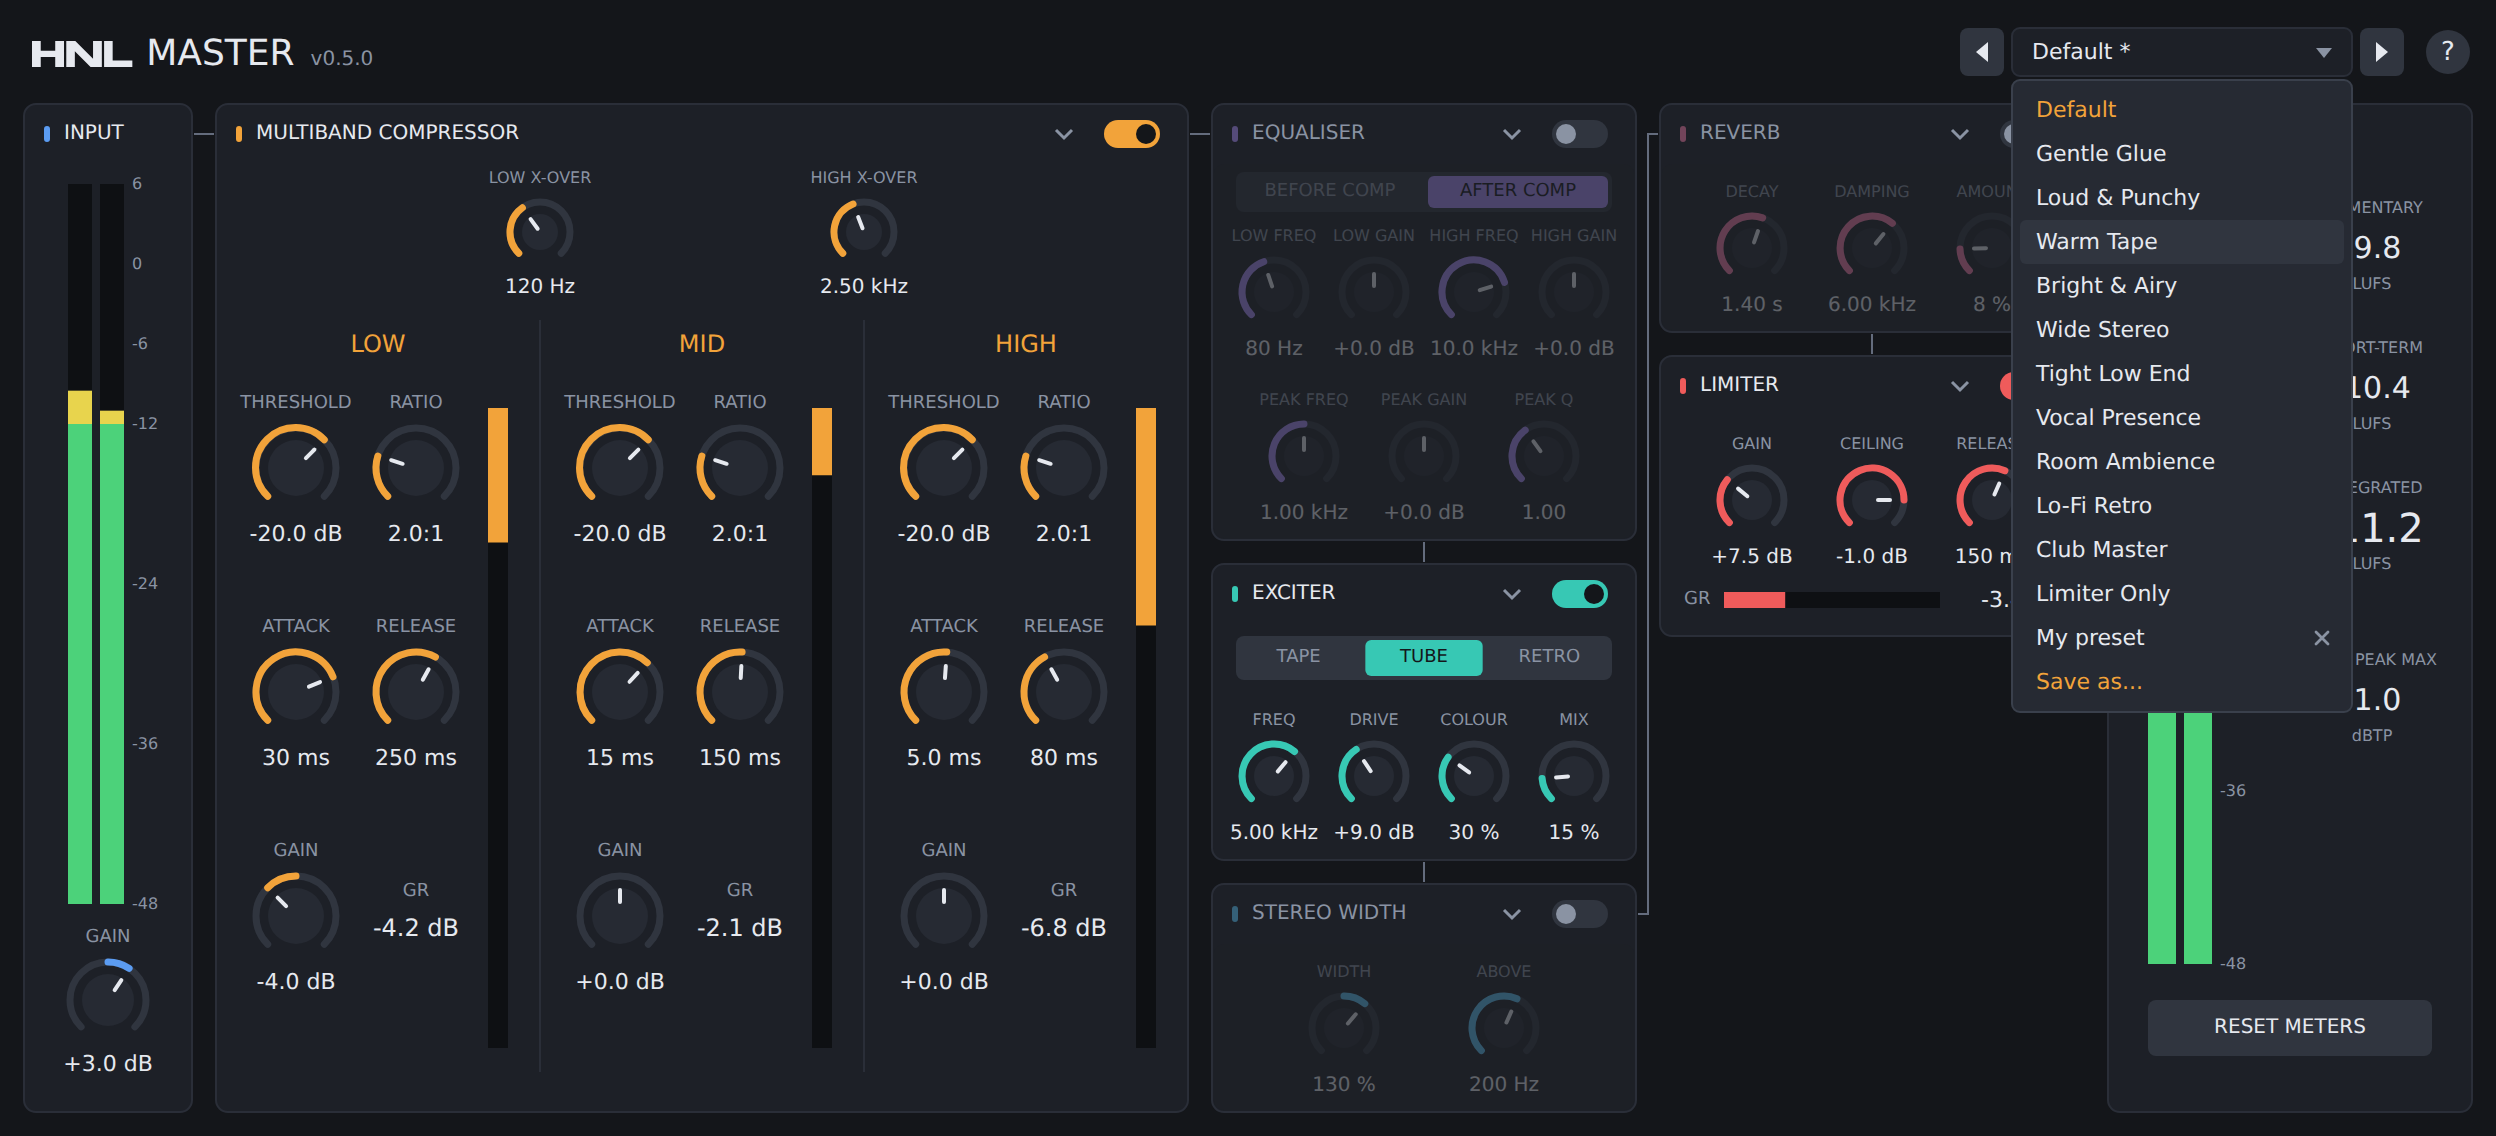 HNL MASTER v0.5.0
Default *
?
INPUT
6
0
-6
-12
-24
-36
-48
GAIN
+3.0 dB
MULTIBAND COMPRESSOR
LOW X-OVER HIGH X-OVER
120 Hz 2.50 kHz
LOW MID HIGH
THRESHOLD RATIO THRESHOLD RATIO THRESHOLD RATIO
-20.0 dB 2.0:1 -20.0 dB 2.0:1 -20.0 dB 2.0:1
ATTACK RELEASE ATTACK RELEASE ATTACK RELEASE
30 ms 250 ms 15 ms 150 ms 5.0 ms 80 ms
GAIN GAIN GAIN
GR GR GR
-4.2 dB -2.1 dB -6.8 dB
-4.0 dB +0.0 dB +0.0 dB
EQUALISER
BEFORE COMP AFTER COMP
LOW FREQ LOW GAIN HIGH FREQ HIGH GAIN
80 Hz +0.0 dB 10.0 kHz +0.0 dB
PEAK FREQ PEAK GAIN PEAK Q
1.00 kHz +0.0 dB 1.00
EXCITER
TAPE TUBE RETRO
FREQ DRIVE COLOUR MIX
5.00 kHz +9.0 dB 30 % 15 %
STEREO WIDTH
WIDTH ABOVE
130 % 200 Hz
REVERB
DECAY DAMPING
1.40 s 6.00 kHz 8 %
LIMITER
GAIN CEILING
+7.5 dB -1.0 dB 150
GR
Default
Gentle Glue
Loud & Punchy
Warm Tape
Bright & Airy
Wide Stereo
Tight Low End
Vocal Presence
Room Ambience
Lo-Fi Retro
Club Master
Limiter Only
My preset
Save as...
9.8
LUFS
10.4
LUFS
11.2
LUFS
PEAK MAX
1.0
dBTP
-36
-48
RESET METERS